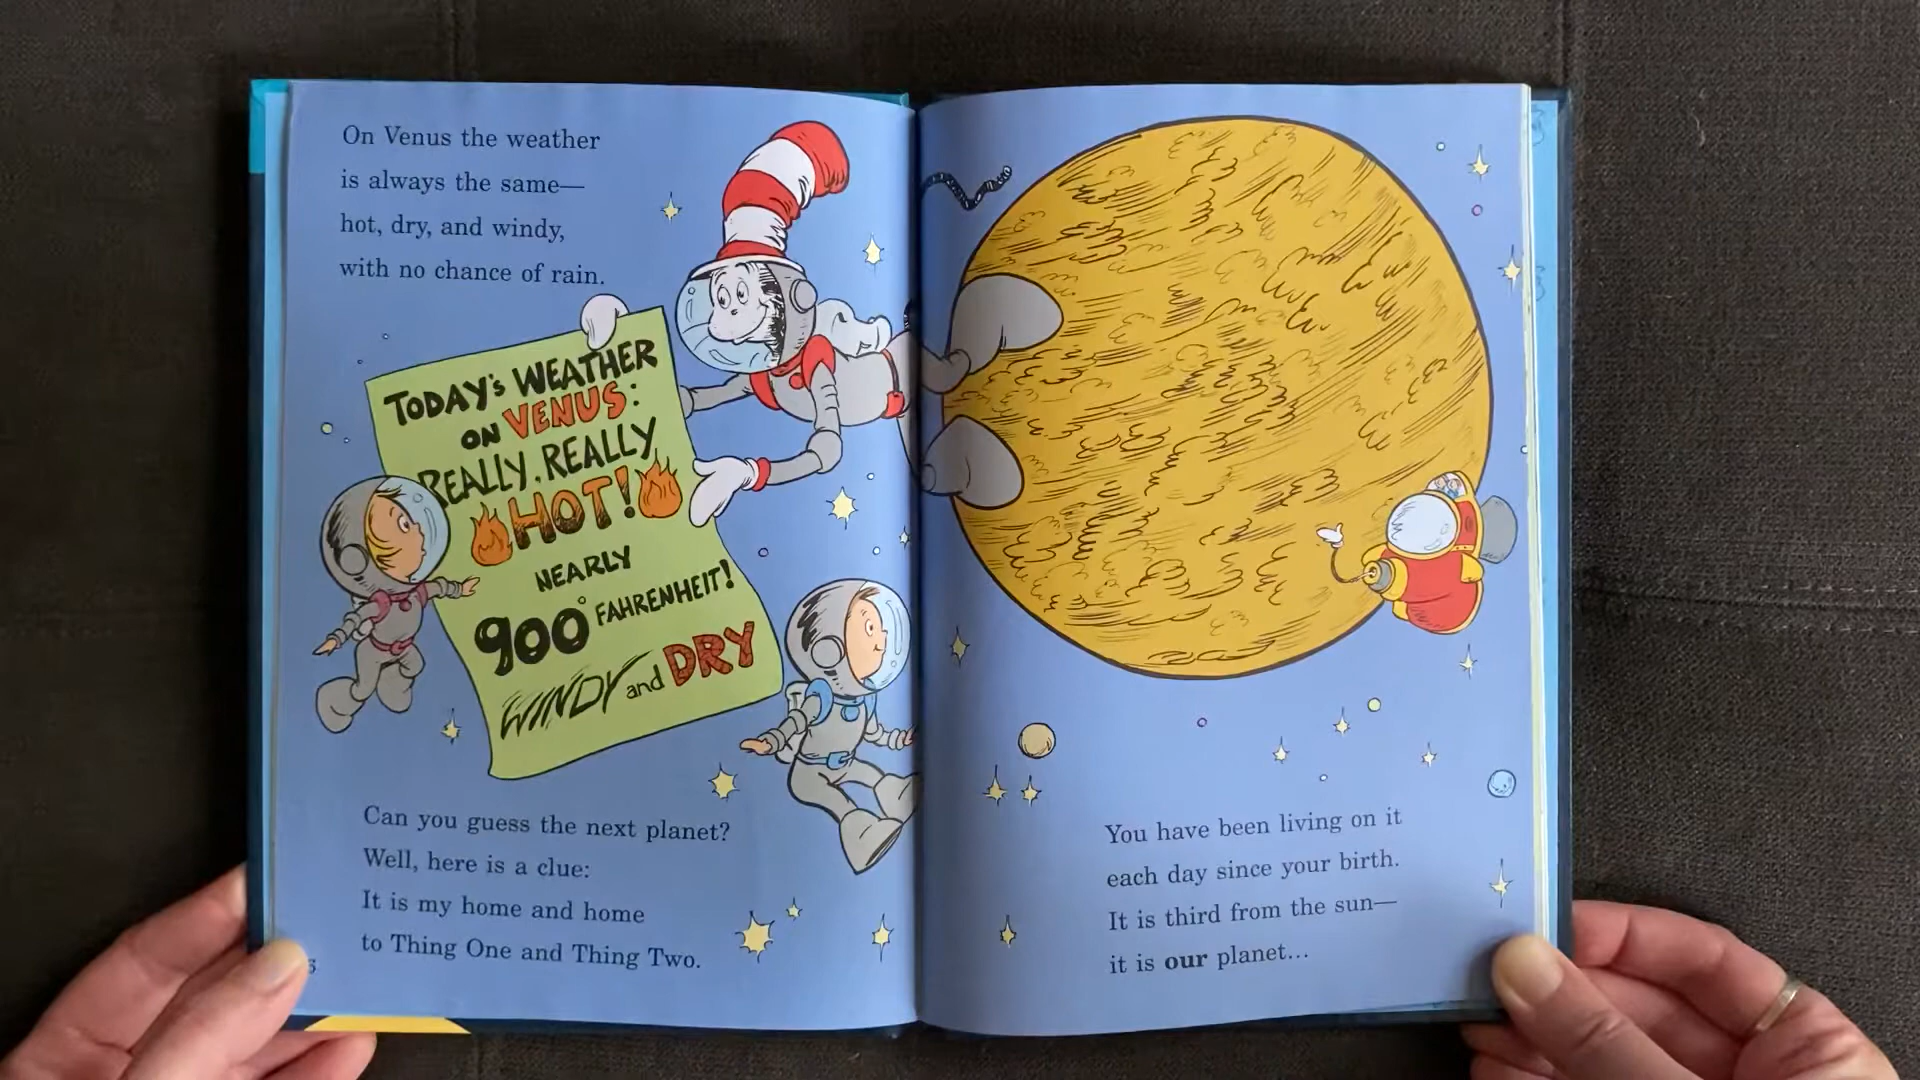 On Venus the weather
is always the same—
hot, dry, and windy,
with no chance of rain.
TODAY'S WEATHER
ON VENUS:
REALLY, REALLY
HOT!
NEARLY
900° FAHRENHEIT!
WINDY and DRY
Can you guess the next planet?
Well, here is a clue:
It is my home and home
to Thing One and Thing Two.
You have been living on it
each day since your birth.
It is third from the sun—
it is our planet...